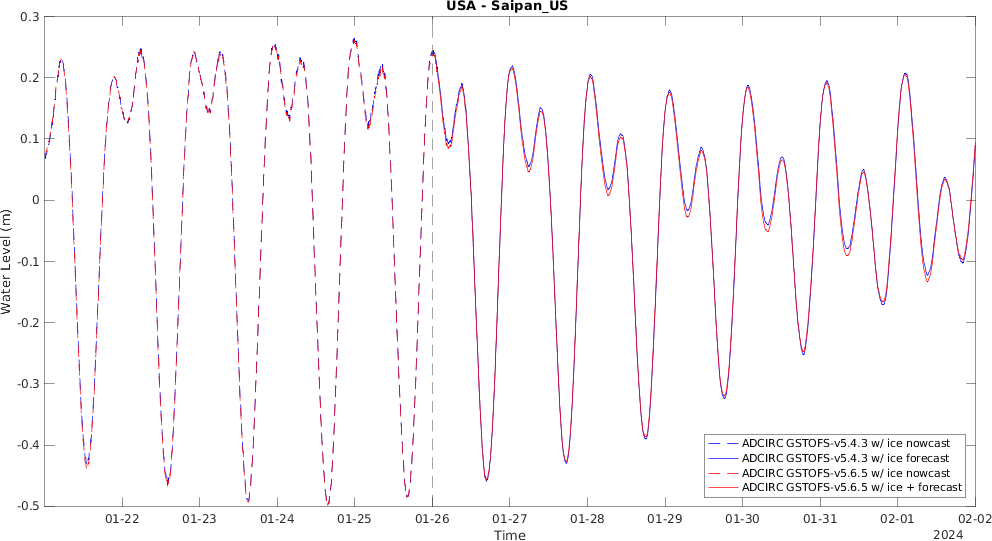 USA - Saipan_US
0.3
0.2
0.1
0
-0.1
-0.2
-0.3
-0.4
-0.5
Water Level (m)
ADCIRC GSTOFS-v5.4.3 w/ ice nowcast
ADCIRC GSTOFS-v5.4.3 w/ ice forecast
ADCIRC GSTOFS-v5.6.5 w/ ice nowcast
ADCIRC GSTOFS-v5.6.5 w/ ice + forecast
01-22 01-23 01-24 01-25 01-26 01-27 01-28 01-29 01-30 01-31 02-01 02-02
Time
2024